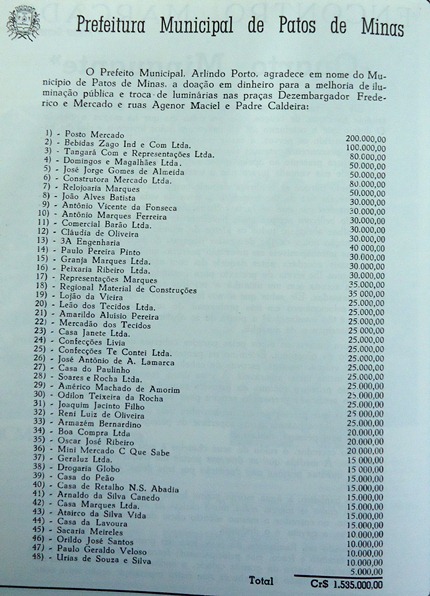 Prefeitura Municipal de Patos de Minas
O Prefeito Municipal, Arlindo Porto, agradece em nome do Mu-
nicípio de Patos de Minas, a doação em dinheiro para a melhoria de ilu-
minação pública e troca de luminárias nas praças Dezembargador Frede-
rico e Mercado e ruas Agenor Maciel e Padre Caldeira:
1) - Posto Mercado 200.000,00
2) - Bebidas Zago Ind e Com Ltda. 100.000,00
3) - Tangará Com e Representações Ltda. 80.000,00
4) - Domingos e Magalhães Ltda. 50.000,00
5) - José Jorge Gomes de Almeida 50.000,00
6) - Construtora Mercado Ltda. 80.000,00
7) - Relojoaria Marques 50.000,00
8) - João Alves Batista 30.000,00
9) - Antônio Vicente da Fonseca 30.000,00
10) - Antônio Marques Ferreira 30.000,00
11) - Comercial Barão Ltda. 30.000,00
12) - Cláudia de Oliveira 30.000,00
13) - 3A Engenharia 40 000,00
14) - Paulo Pereira Pinto 30.000,00
15) - Granja Marques Ltda. 30.000,00
16) - Peixaria Ribeiro Ltda. 30.000,00
17) - Representações Marques 35.000,00
18) - Regional Material de Construções 35 000,00
19) - Lojão da Vieira 25.000,00
20) - Leão dos Tecidos Ltda. 25.000,00
21) - Amarildo Aluisio Pereira 25.000,00
22) - Mercadão dos Tecidos 25.000,00
23) - Casa Janete Ltda. 25.000,00
24) - Confecções Livia 25.000,00
25) - Confecções Te Contei Ltda. 25.000,00
26) - José Antônio de A. Lamarca 25.000,00
27) - Casa do Paulinho 25.000,00
28) - Soares e Rocha Ltda. 25.000,00
29) - Américo Machado de Amorim 25.000,00
30) - Odilon Teixeira da Rocha 25.000,00
31) - Joaquim Jacinto Filho 25.000,00
32) - Reni Luiz de Oliveira 25.000,00
33) - Armazém Bernardino 20.000,00
34) - Boa Compra Ltda 20.000,00
35) - Oscar José Ribeiro 20.000,00
36) - Mini Mercado C Que Sabe 15.000,00
37) - Geraluz Ltda. 15 000,00
38) - Drogaria Globo 15.000,00
39) - Casa do Peão 15.000,00
40) - Casa de Retalho N.S. Abadia 15.000,00
41) - Arnaldo da Silva Canedo 15.000,00
42) - Casa Marques Ltda. 15.000,00
43) - Atairco da Silva Vida 15.000,00
44) - Casa da Lavoura 10.000,00
45) - Sacaria Meireles 10.000,00
46) - Orildo José Santos 10.000,00
47) - Paulo Geraldo Veloso 10.000,00
48) - Urias de Souza e Silva 5.000,00
Total Cr$ 1.535.000,00